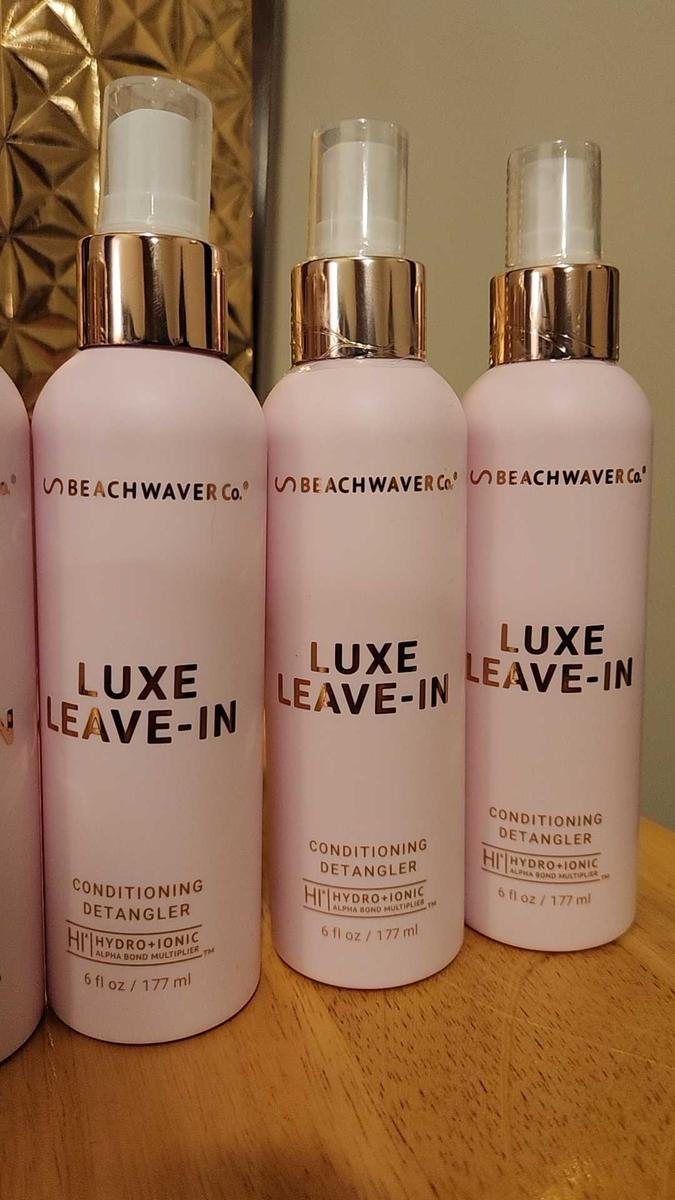 BEACHWAVER Co.®
LUXE
LEAVE-IN
CONDITIONING
DETANGLER
HI⁺ HYDRO+IONIC
ALPHA BOND MULTIPLIER™
6 fl oz / 177 ml
BEACHWAVER Co.®
LUXE
LEAVE-IN
CONDITIONING
DETANGLER
HI⁺ HYDRO+IONIC
ALPHA BOND MULTIPLIER™
6 fl oz / 177 ml
BEACHWAVER Co.®
LUXE
LEAVE-IN
CONDITIONING
DETANGLER
HI⁺ HYDRO+IONIC
ALPHA BOND MULTIPLIER™
6 fl oz / 177 ml